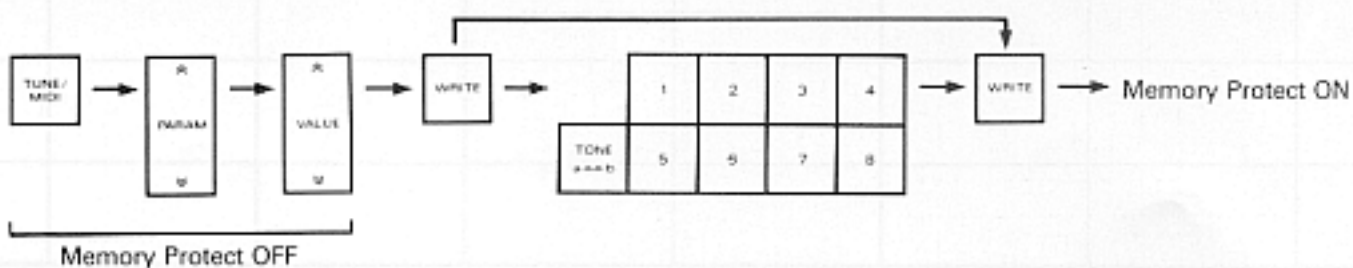 TUNE/
MIDI
PARAM
VALUE
WRITE
1 2 3 4
TONE
a↔b
5 6 7 8
WRITE
Memory Protect ON
Memory Protect OFF